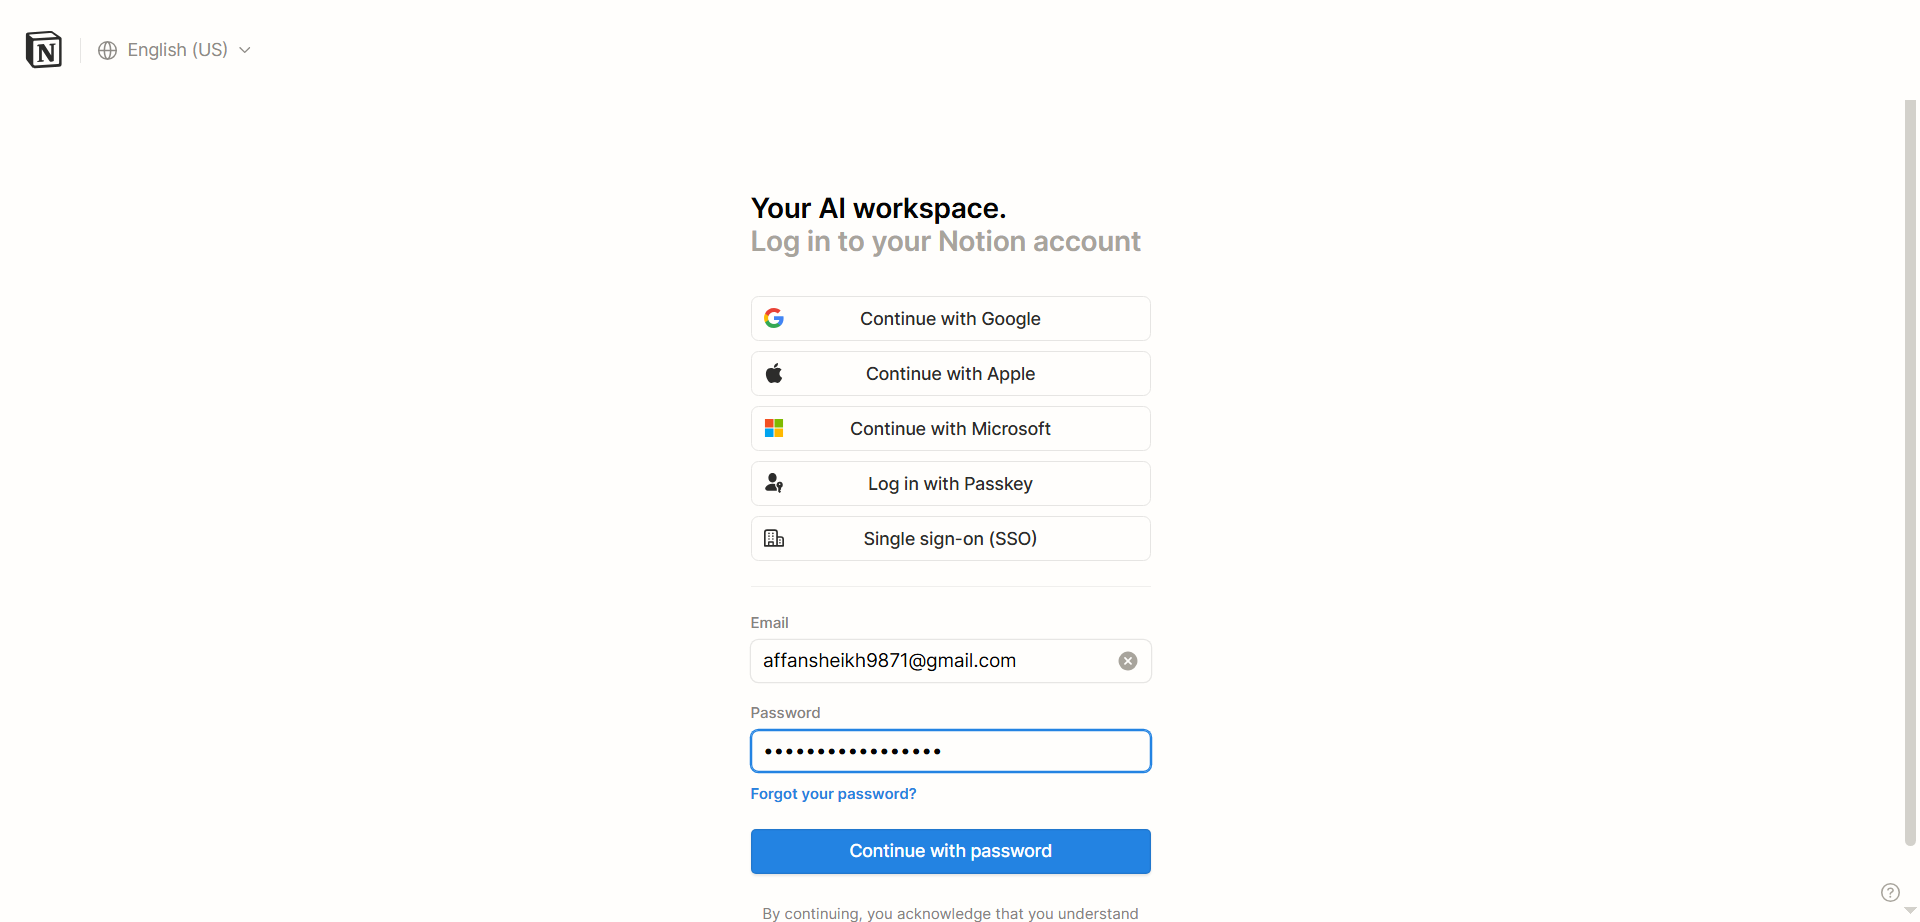 N
English (US)
Your AI workspace.
Log in to your Notion account
Continue with Google
Continue with Apple
Continue with Microsoft
Log in with Passkey
Single sign-on (SSO)
Email
affansheikh9871@gmail.com
Password
•••••••••••••••••
Forgot your password?
Continue with password
By continuing, you acknowledge that you understand